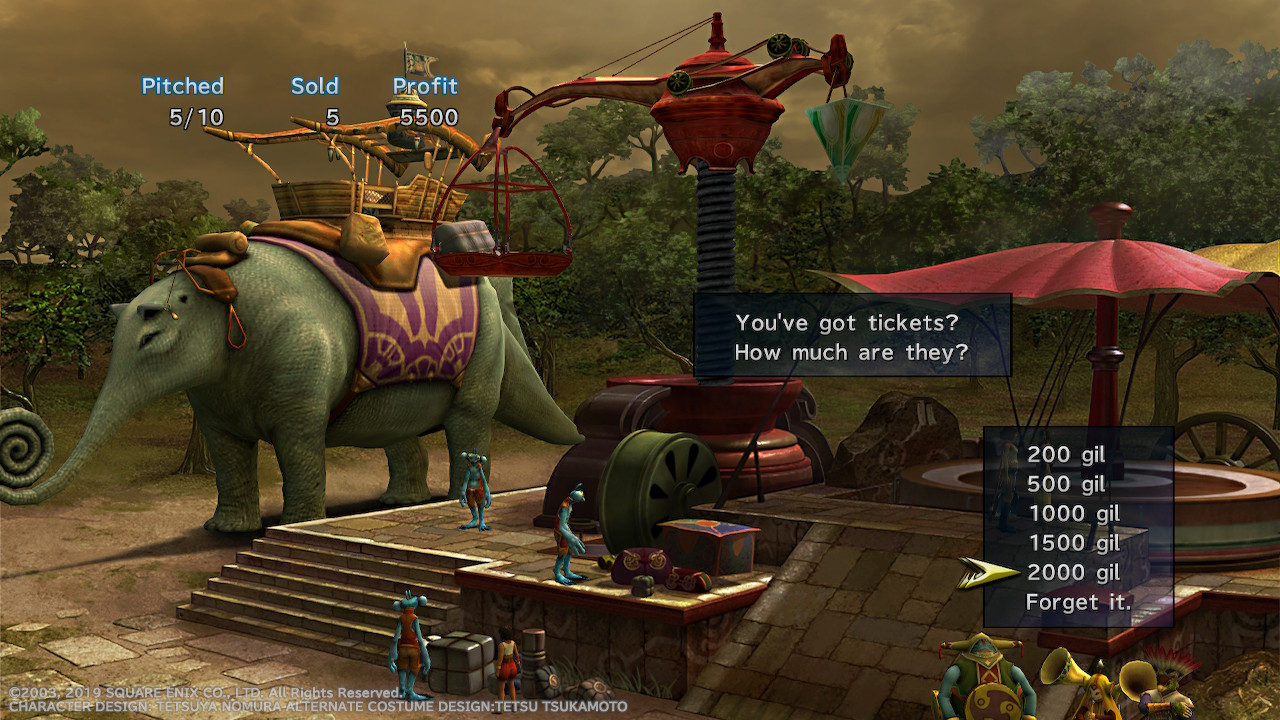 Pitched Sold Profit
5/10 5 5500
You've got tickets?
How much are they?
200 gil
500 gil
1000 gil
1500 gil
2000 gil
Forget it.
©2003, 2019 SQUARE ENIX CO., LTD. All Rights Reserved.
CHARACTER DESIGN: TETSUYA NOMURA-ALTERNATE COSTUME DESIGN:TETSU TSUKAMOTO